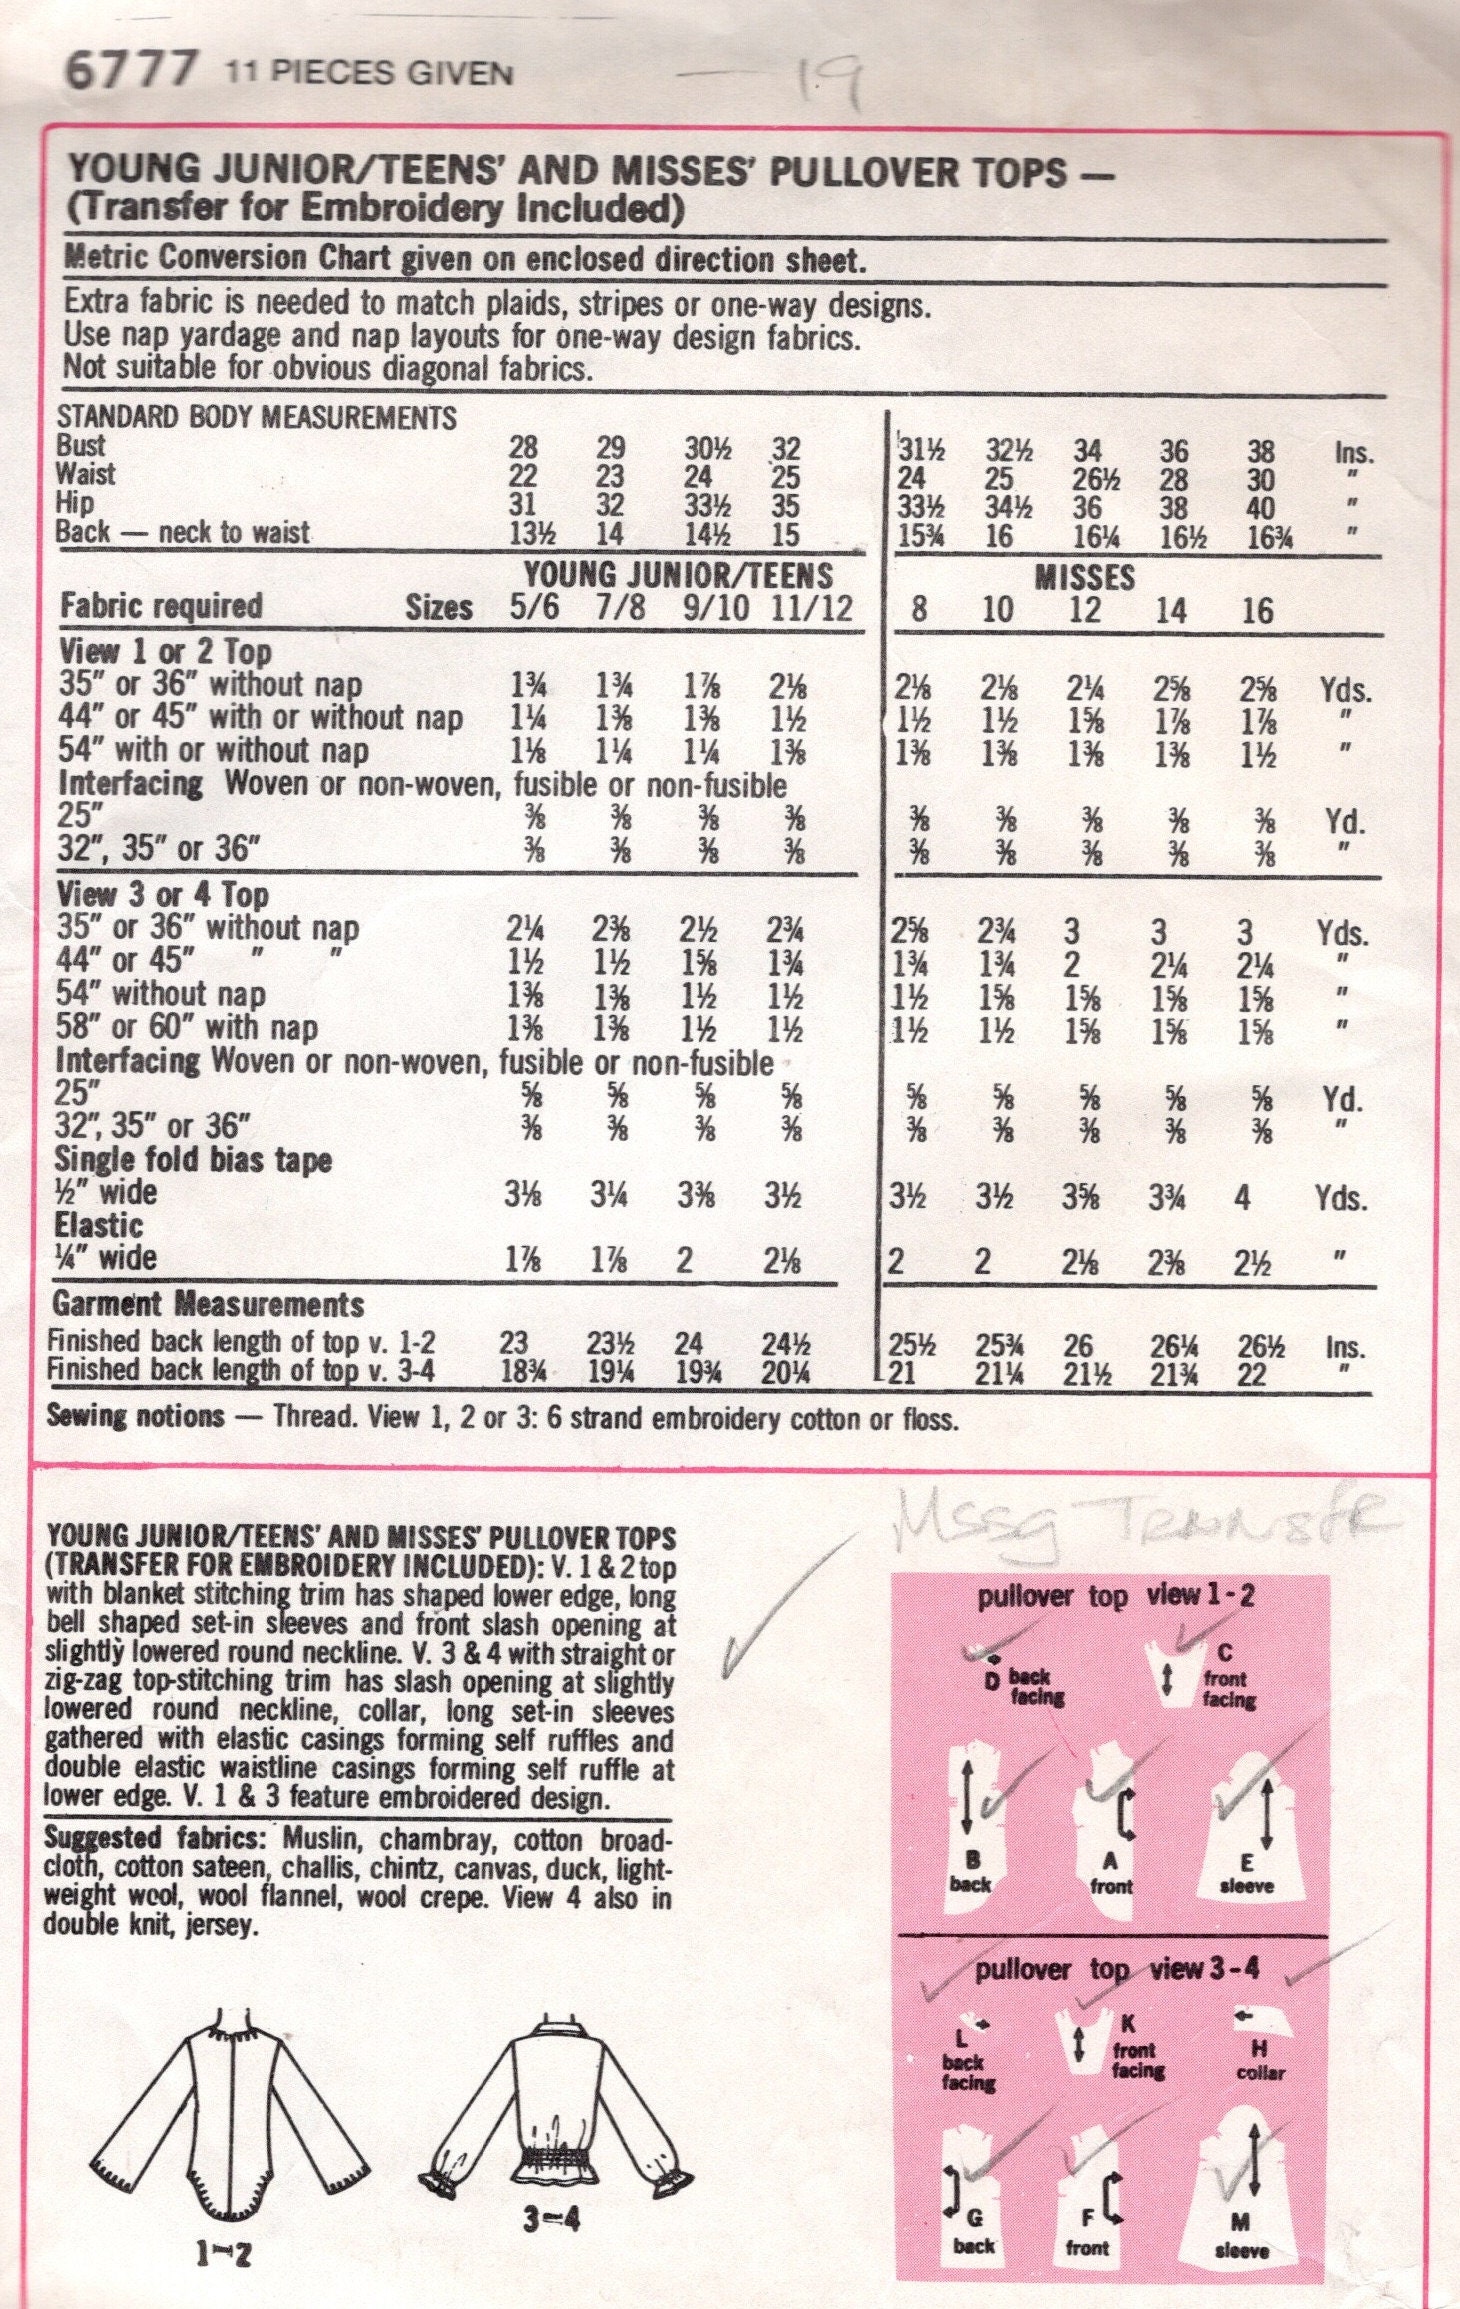 6777 11 PIECES GIVEN — 19
YOUNG JUNIOR/TEENS' AND MISSES' PULLOVER TOPS —
(Transfer for Embroidery Included)
Metric Conversion Chart given on enclosed direction sheet.
Extra fabric is needed to match plaids, stripes or one-way designs.
Use nap yardage and nap layouts for one-way design fabrics.
Not suitable for obvious diagonal fabrics.
STANDARD BODY MEASUREMENTS
Bust 28 29 30½ 32 31½ 32½ 34 36 38 Ins.
Waist 22 23 24 25 24 25 26½ 28 30 "
Hip 31 32 33½ 35 33½ 34½ 36 38 40 "
Back — neck to waist 13½ 14 14½ 15 15¾ 16 16¼ 16½ 16¾ "
YOUNG JUNIOR/TEENS MISSES
Fabric required Sizes 5/6 7/8 9/10 11/12 8 10 12 14 16
View 1 or 2 Top
35" or 36" without nap 1¾ 1¾ 1⅞ 2⅛ 2⅛ 2⅛ 2¼ 2⅝ 2⅝ Yds.
44" or 45" with or without nap 1¼ 1⅜ 1⅜ 1½ 1½ 1½ 1⅝ 1⅞ 1⅞ "
54" with or without nap 1⅛ 1¼ 1¼ 1⅜ 1⅜ 1⅜ 1⅜ 1⅜ 1½ "
Interfacing Woven or non-woven, fusible or non-fusible
25" ⅜ ⅜ ⅜ ⅜ ⅜ ⅜ ⅜ ⅜ ⅜ Yd.
32", 35" or 36" ⅜ ⅜ ⅜ ⅜ ⅜ ⅜ ⅜ ⅜ ⅜ "
View 3 or 4 Top
35" or 36" without nap 2¼ 2⅜ 2½ 2¾ 2⅝ 2¾ 3 3 3 Yds.
44" or 45" " " 1½ 1½ 1⅝ 1¾ 1¾ 1¾ 2 2¼ 2¼ "
54" without nap 1⅜ 1⅜ 1½ 1½ 1½ 1⅝ 1⅝ 1⅝ 1⅝ "
58" or 60" with nap 1⅜ 1⅜ 1½ 1½ 1½ 1½ 1⅝ 1⅝ 1⅝ "
Interfacing Woven or non-woven, fusible or non-fusible
25" ⅝ ⅝ ⅝ ⅝ ⅝ ⅝ ⅝ ⅝ ⅝ Yd.
32", 35" or 36" ⅜ ⅜ ⅜ ⅜ ⅜ ⅜ ⅜ ⅜ ⅜ "
Single fold bias tape
½" wide 3⅛ 3¼ 3⅜ 3½ 3½ 3½ 3⅝ 3¾ 4 Yds.
Elastic
¼" wide 1⅞ 1⅞ 2 2⅛ 2 2 2⅛ 2⅜ 2½ "
Garment Measurements
Finished back length of top v. 1-2 23 23½ 24 24½ 25½ 25¾ 26 26¼ 26½ Ins.
Finished back length of top v. 3-4 18¾ 19¼ 19¾ 20¼ 21 21¼ 21½ 21¾ 22 "
Sewing notions — Thread. View 1, 2 or 3: 6 strand embroidery cotton or floss.
YOUNG JUNIOR/TEENS' AND MISSES' PULLOVER TOPS
(TRANSFER FOR EMBROIDERY INCLUDED): V. 1 & 2 top
with blanket stitching trim has shaped lower edge, long
bell shaped set-in sleeves and front slash opening at
slightly lowered round neckline. V. 3 & 4 with straight or
zig-zag top-stitching trim has slash opening at slightly
lowered round neckline, collar, long set-in sleeves
gathered with elastic casings forming self ruffles and
double elastic waistline casings forming self ruffle at
lower edge. V. 1 & 3 feature embroidered design.
Suggested fabrics: Muslin, chambray, cotton broad-
cloth, cotton sateen, challis, chintz, canvas, duck, light-
weight wool, wool flannel, wool crepe. View 4 also in
double knit, jersey.
1-2
3-4
Mssg Trnnsfr
pullover top view 1-2
D back
facing
C
front
facing
B
back
A
front
E
sleeve
pullover top view 3-4
L
back
facing
K
front
facing
H
collar
G
back
F
front
M
sleeve